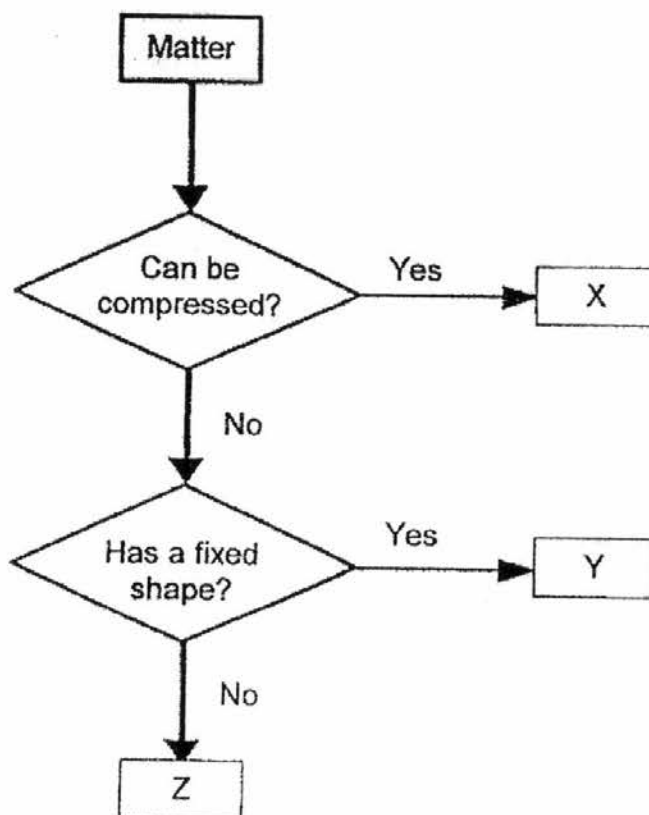 Matter
Can be
compressed?
Yes
X
No
Has a fixed
shape?
Yes
Y
No
Z